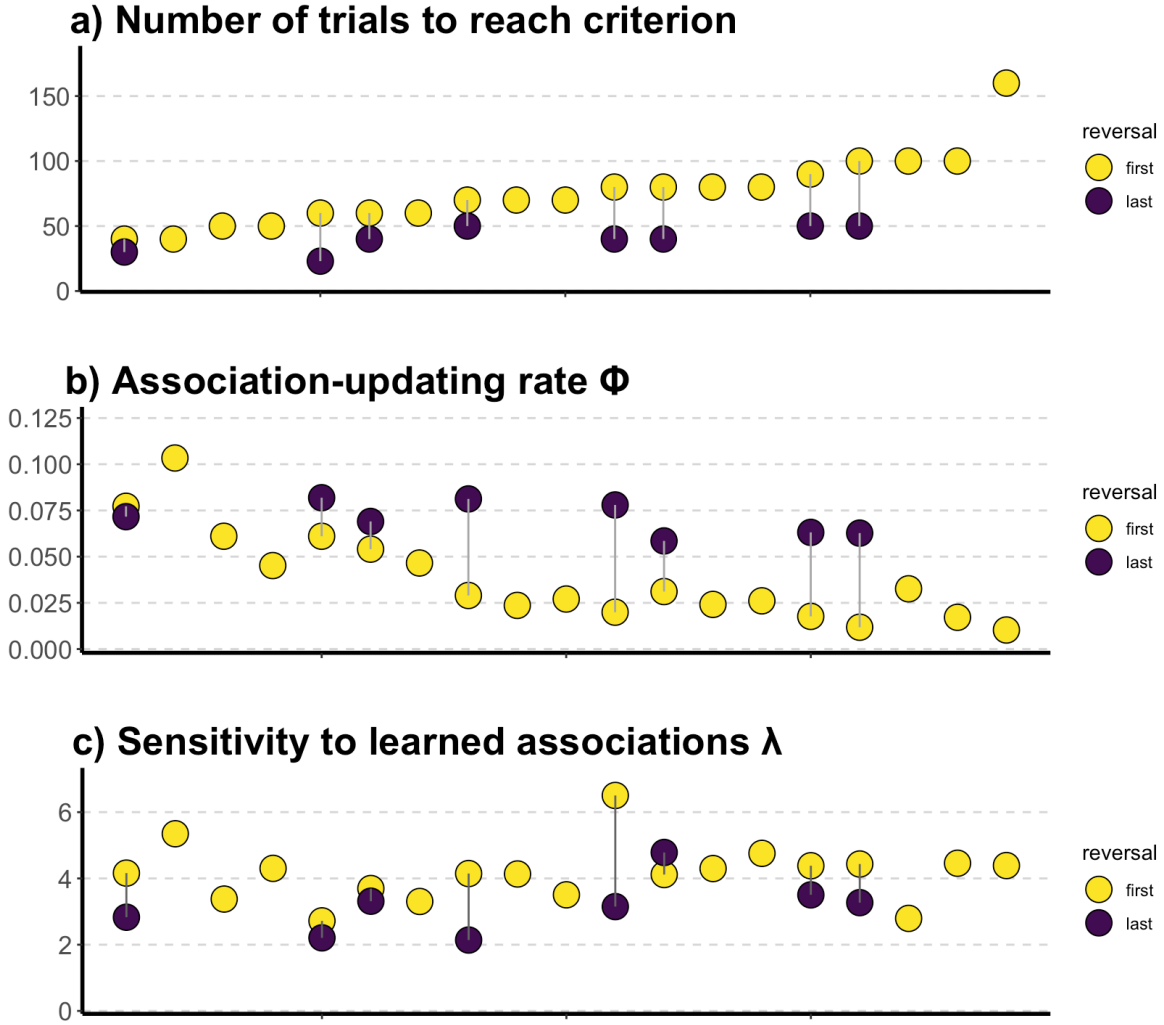 a) Number of trials to reach criterion
150
100
50
0
reversal
first
last
b) Association-updating rate Φ
0.125
0.100
0.075
0.050
0.025
0.000
reversal
first
last
c) Sensitivity to learned associations λ
6
4
2
0
reversal
first
last